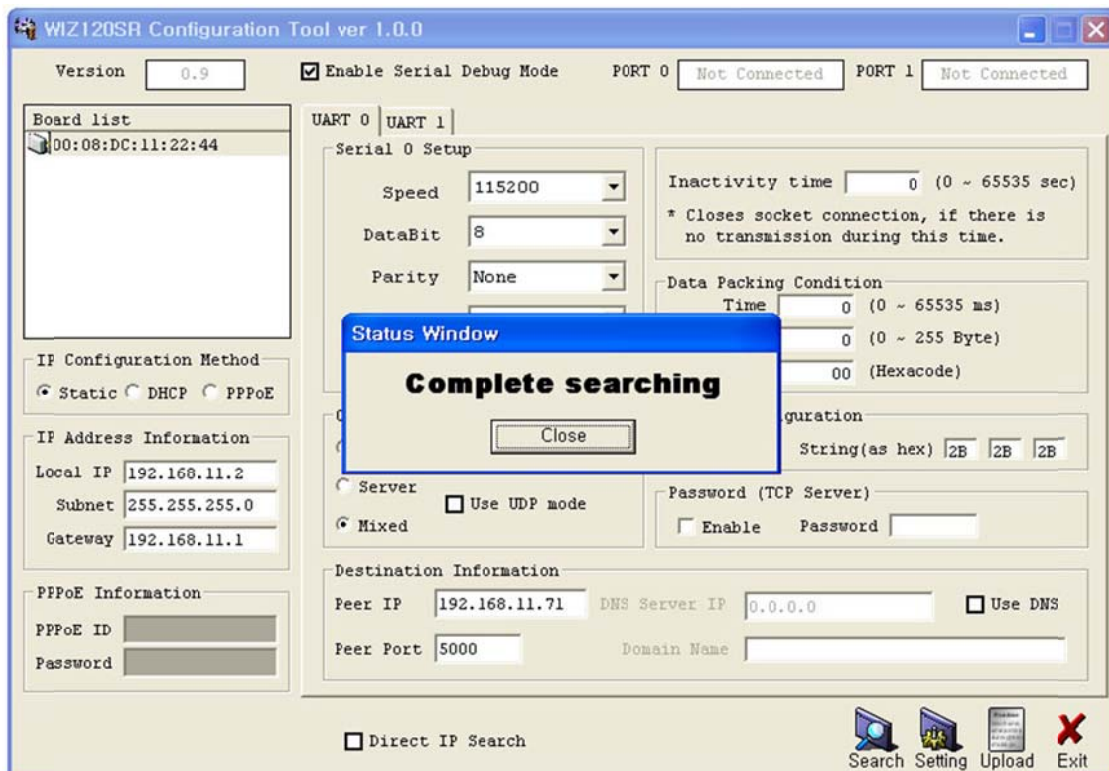 WIZ120SR Configuration Tool ver 1.0.0
Version 0.9
Enable Serial Debug Mode
PORT 0 Not Connected
PORT 1 Not Connected
Board list
00:08:DC:11:22:44
IP Configuration Method
Static DHCP PPPoE
IP Address Information
Local IP 192.168.11.2
Subnet 255.255.255.0
Gateway 192.168.11.1
PPPoE Information
PPPoE ID
Password
UART 0 UART 1
Serial 0 Setup
Speed 115200
DataBit 8
Parity None
Inactivity time 0 (0 ~ 65535 sec)
* Closes socket connection, if there is
no transmission during this time.
Data Packing Condition
Time 0 (0 ~ 65535 ms)
0 (0 ~ 255 Byte)
00 (Hexacode)
Status Window
Complete searching
Close
String(as hex) 2B 2B 2B
Server
Use UDP mode
Mixed
Password (TCP Server)
Enable Password
Destination Information
Peer IP 192.168.11.71 DNS Server IP 0.0.0.0 Use DNS
Peer Port 5000 Domain Name
Direct IP Search
Search Setting Upload Exit